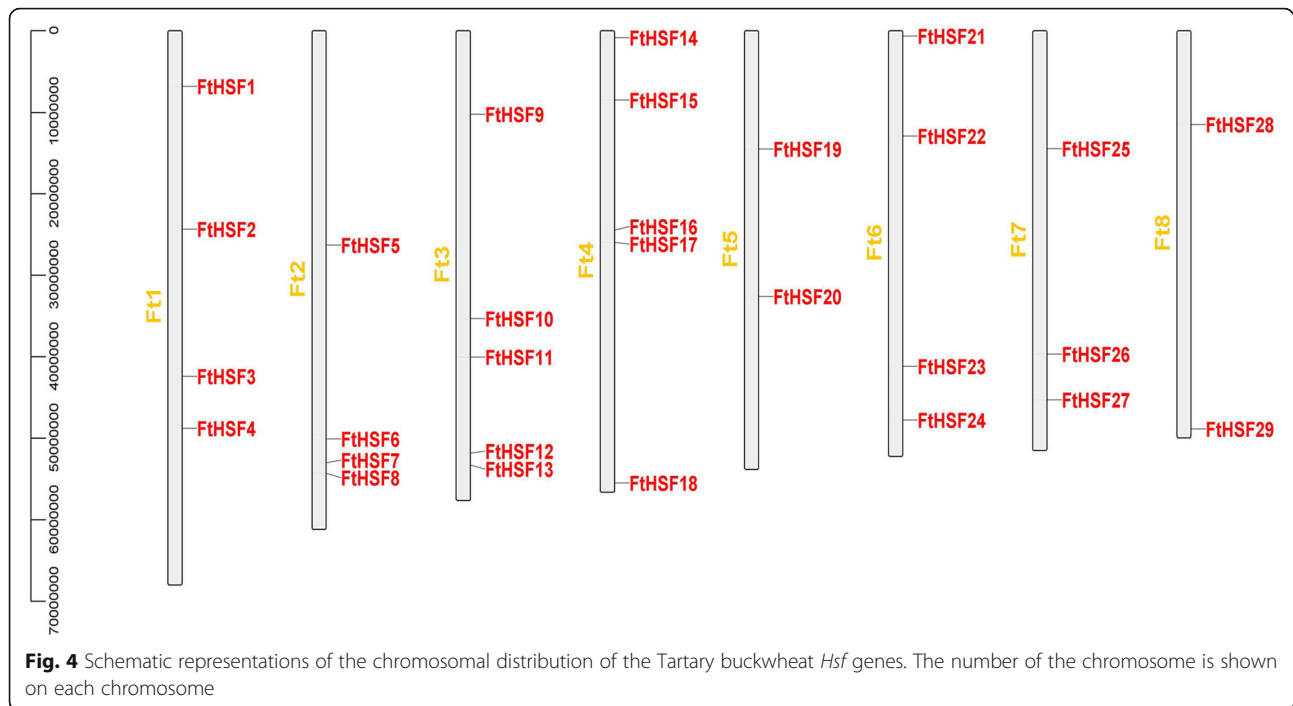 0
10000000
20000000
30000000
40000000
50000000
60000000
70000000
Ft1
FtHSF1
FtHSF2
FtHSF3
FtHSF4
Ft2
FtHSF5
FtHSF6
FtHSF7
FtHSF8
Ft3
FtHSF9
FtHSF10
FtHSF11
FtHSF12
FtHSF13
Ft4
FtHSF14
FtHSF15
FtHSF16
FtHSF17
FtHSF18
Ft5
FtHSF19
FtHSF20
Ft6
FtHSF21
FtHSF22
FtHSF23
FtHSF24
Ft7
FtHSF25
FtHSF26
FtHSF27
Ft8
FtHSF28
FtHSF29
Fig. 4 Schematic representations of the chromosomal distribution of the Tartary buckwheat Hsf genes. The number of the chromosome is shown
on each chromosome